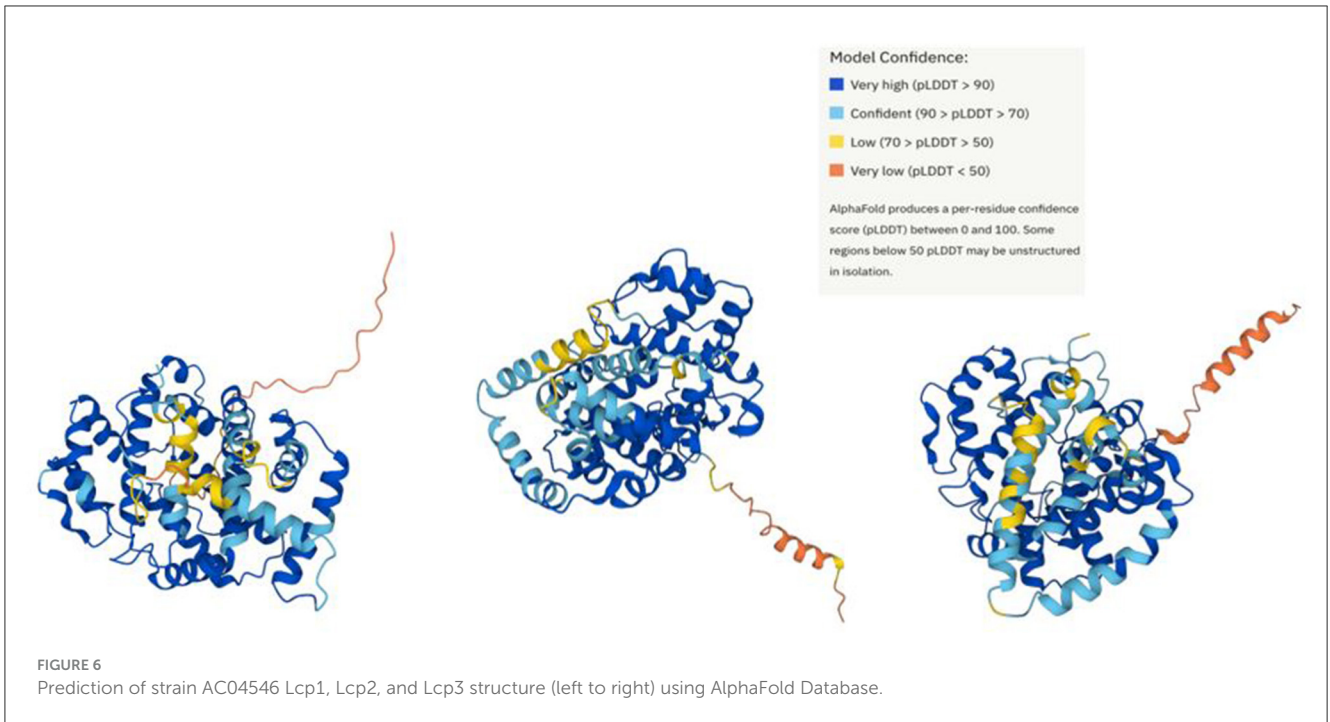 Model Confidence:
Very high (pLDDT > 90)
Confident (90 > pLDDT > 70)
Low (70 > pLDDT > 50)
Very low (pLDDT < 50)
AlphaFold produces a per-residue confidence
score (pLDDT) between 0 and 100. Some
regions below 50 pLDDT may be unstructured
in isolation.
FIGURE 6
Prediction of strain AC04546 Lcp1, Lcp2, and Lcp3 structure (left to right) using AlphaFold Database.